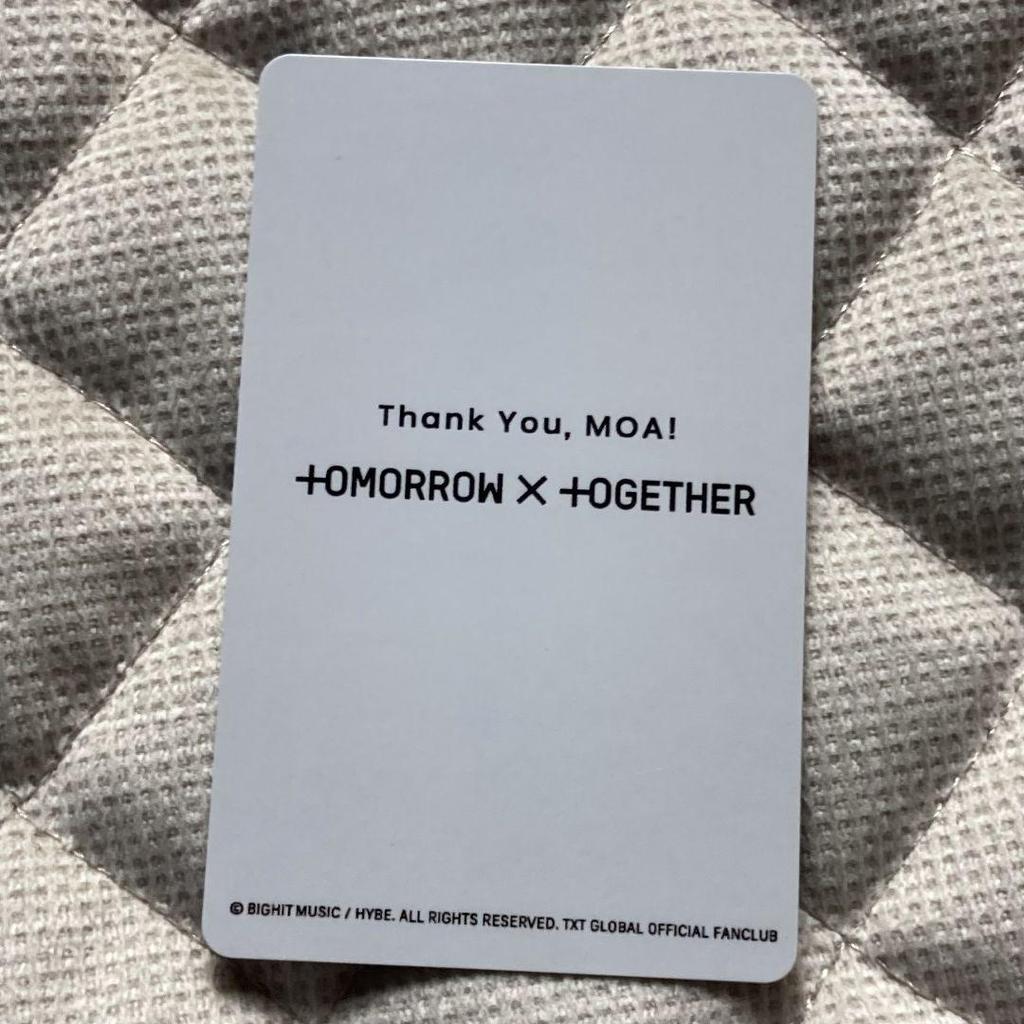 Thank You, MOA!
TOMORROW X TOGETHER
© BIGHIT MUSIC / HYBE. ALL RIGHTS RESERVED. TXT GLOBAL OFFICIAL FANCLUB